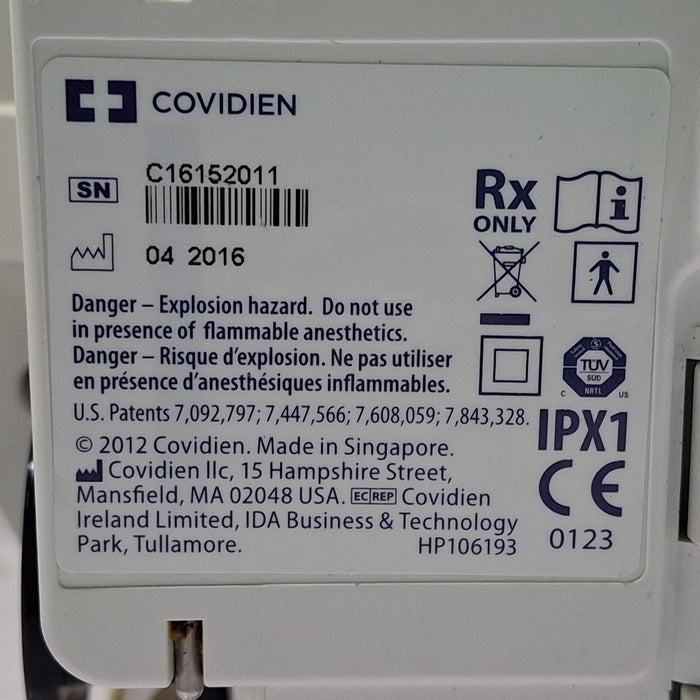 COVIDIEN
SN
C16152011
04 2016
Rx
ONLY
i
Danger – Explosion hazard. Do not use
in presence of flammable anesthetics.
Danger – Risque d'explosion. Ne pas utiliser
en présence d'anesthésiques inflammables.
TÜV
SÜD
NRTL
C US
U.S. Patents 7,092,797; 7,447,566; 7,608,059; 7,843,328.
IPX1
© 2012 Covidien. Made in Singapore.
Covidien llc, 15 Hampshire Street,
Mansfield, MA 02048 USA. EC REP Covidien
Ireland Limited, IDA Business & Technology
Park, Tullamore.
HP106193
CE
0123